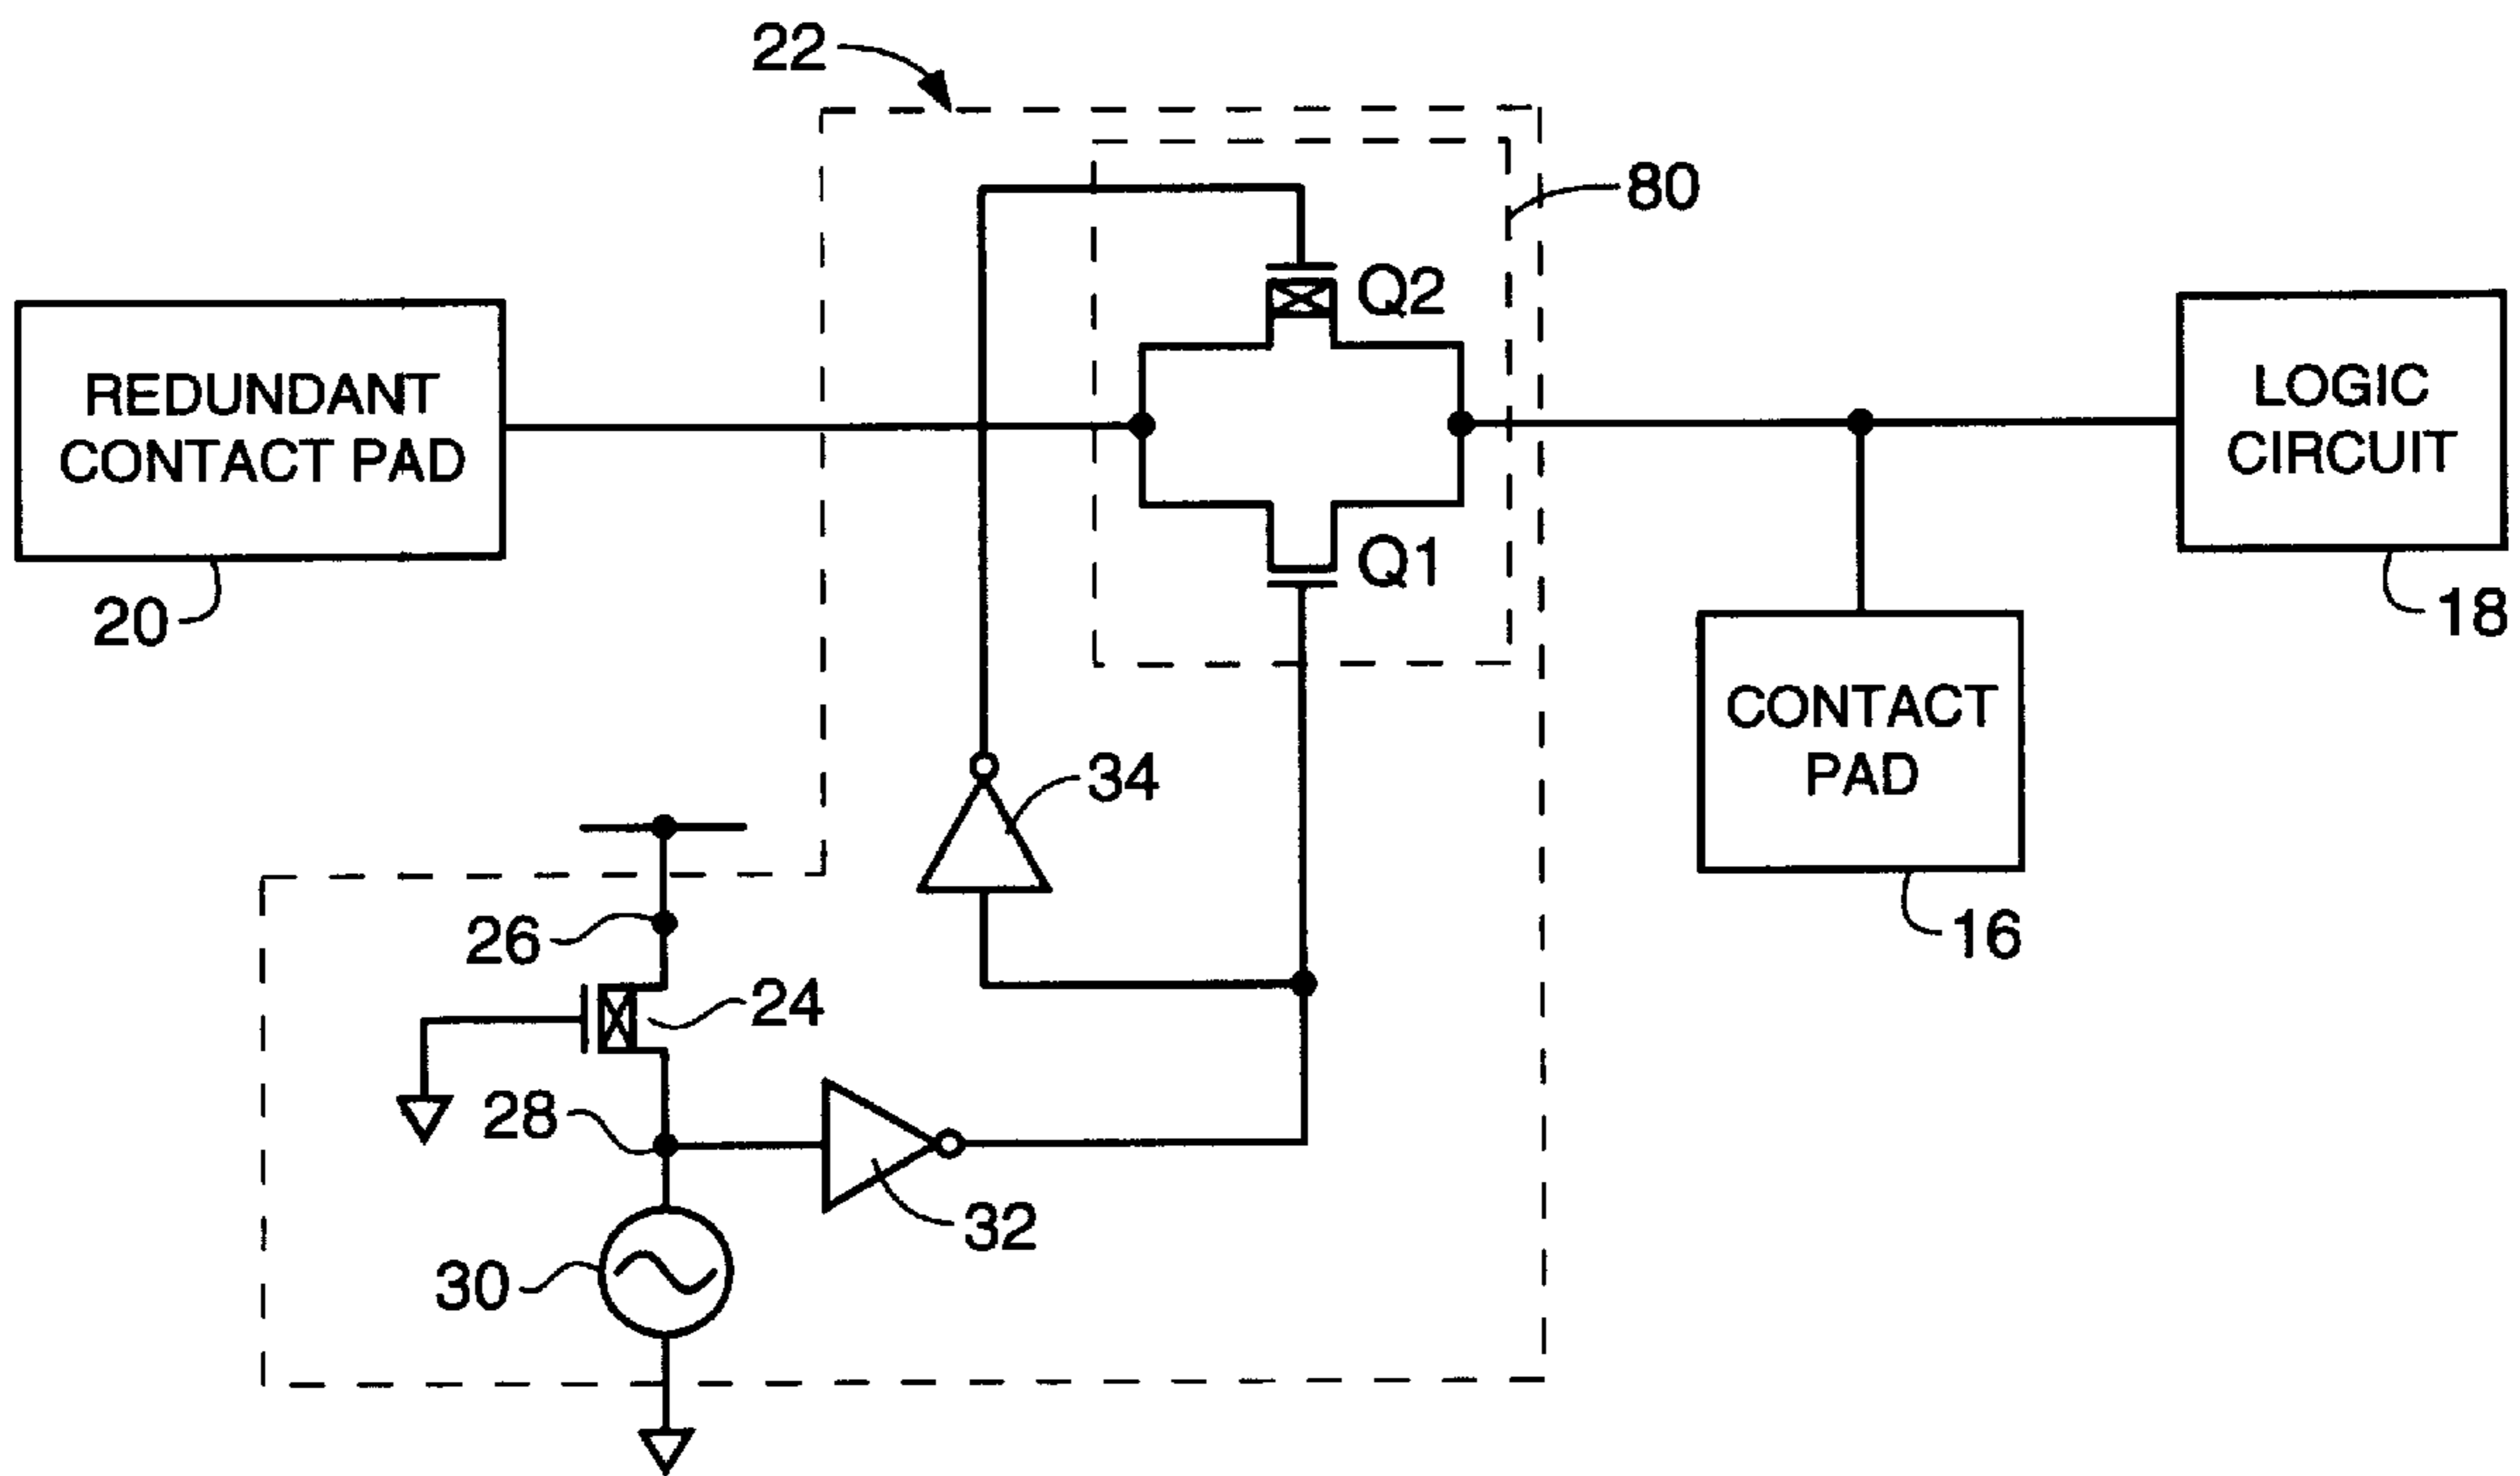 22
80
Q2
REDUNDANT
CONTACT PAD
LOGIC
CIRCUIT
Q1
20
18
CONTACT
PAD
34
26
16
24
28
32
30